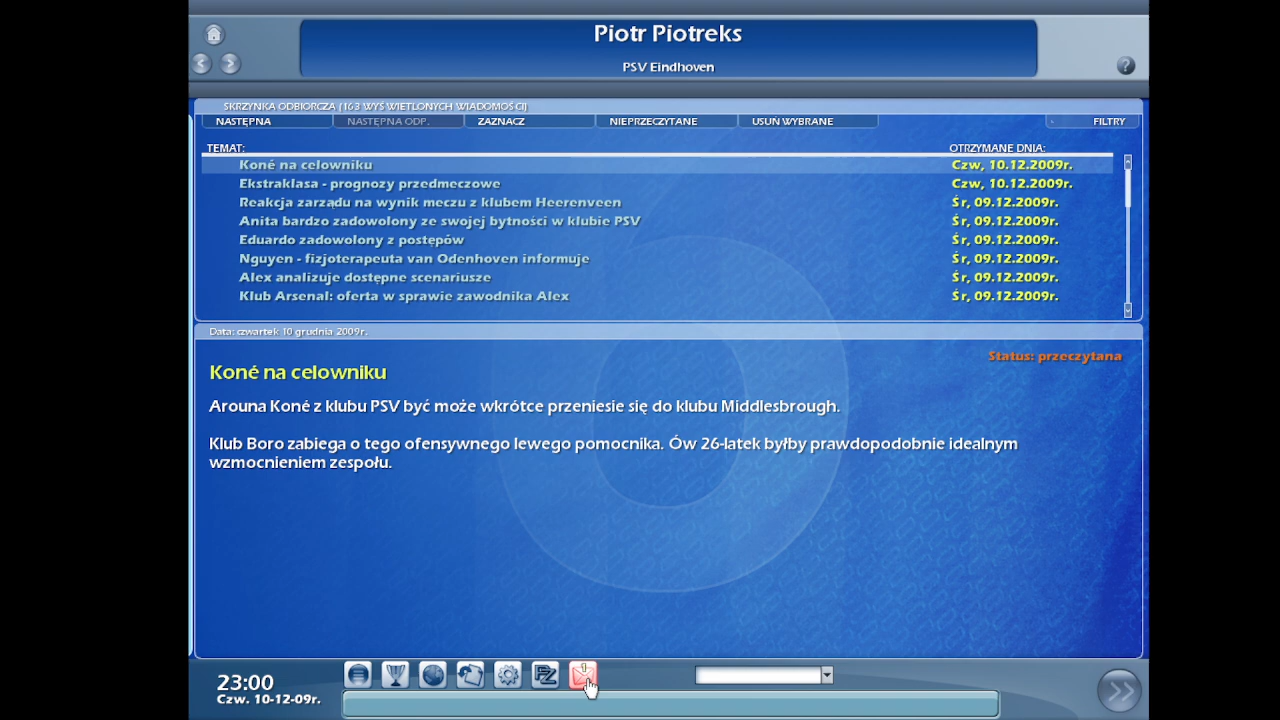 Piotr Piotreks
PSV Eindhoven
?
SKRZYNKA ODBIORCZA (163 WYŚWIETLONYCH WIADOMOŚCI)
NASTĘPNA NASTĘPNA ODP. ZAZNACZ NIEPRZECZYTANE USUŃ WYBRANE FILTRY
TEMAT: OTRZYMANE DNIA:
Koné na celowniku Czw, 10.12.2009r.
Ekstraklasa - prognozy przedmeczowe Czw, 10.12.2009r.
Reakcja zarządu na wynik meczu z klubem Heerenveen Śr, 09.12.2009r.
Anita bardzo zadowolony ze swojej bytności w klubie PSV Śr, 09.12.2009r.
Eduardo zadowolony z postępów Śr, 09.12.2009r.
Nguyen - fizjoterapeuta van Odenhoven informuje Śr, 09.12.2009r.
Alex analizuje dostępne scenariusze Śr, 09.12.2009r.
Klub Arsenal: oferta w sprawie zawodnika Alex Śr, 09.12.2009r.
Data: czwartek 10 grudnia 2009r.
Status: przeczytana
Koné na celowniku
Arouna Koné z klubu PSV być może wkrótce przeniesie się do klubu Middlesbrough.
Klub Boro zabiega o tego ofensywnego lewego pomocnika. Ów 26-latek byłby prawdopodobnie idealnym
wzmocnieniem zespołu.
23:00
Czw. 10-12-09r.
FZ
1